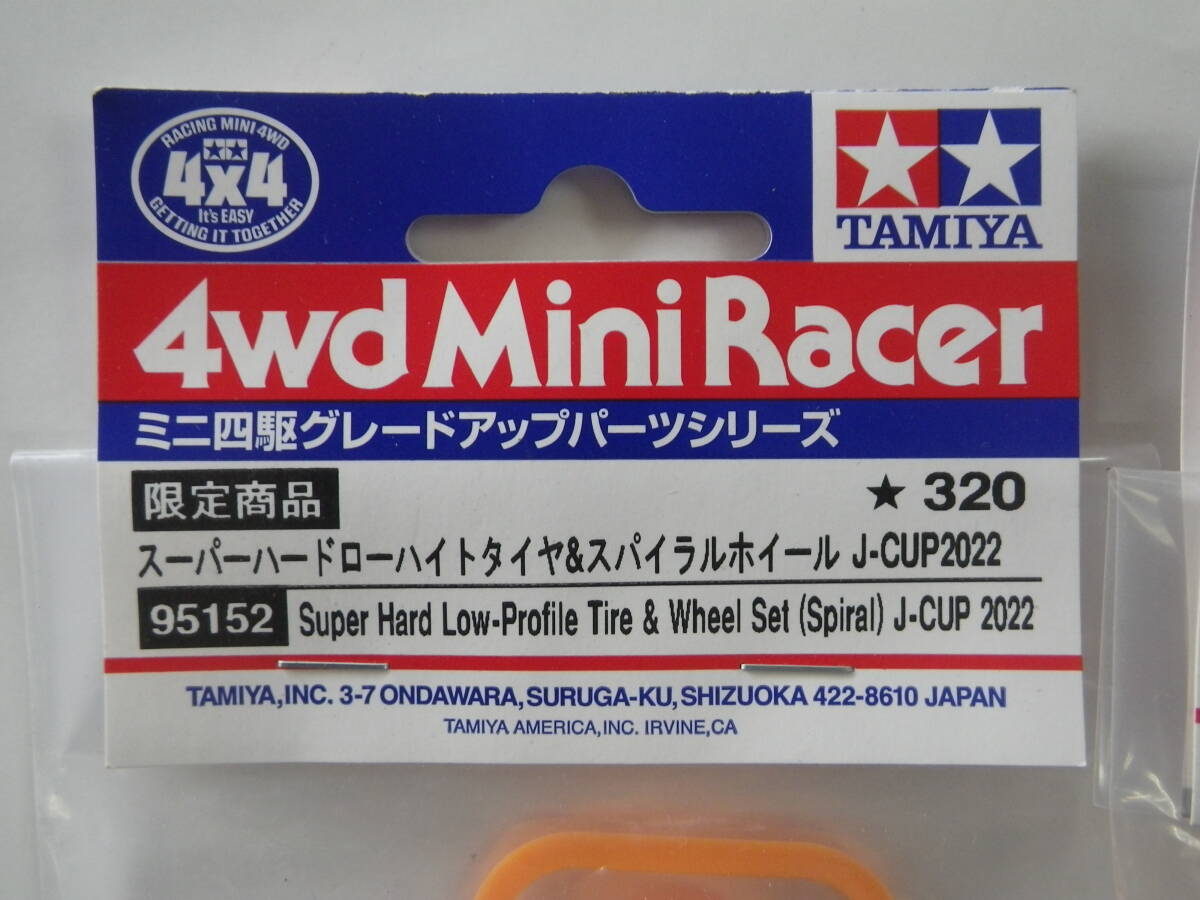 RACING MINI 4WD
4x4
It's EASY
GETTING IT TOGETHER
TAMIYA
4wd Mini Racer
ミニ四駆グレードアップパーツシリーズ
限定商品
★ 320
スーパーハードローハイトタイヤ&スパイラルホイール J-CUP2022
95152 Super Hard Low-Profile Tire & Wheel Set (Spiral) J-CUP 2022
TAMIYA,INC. 3-7 ONDAWARA,SURUGA-KU,SHIZUOKA 422-8610 JAPAN
TAMIYA AMERICA,INC. IRVINE,CA